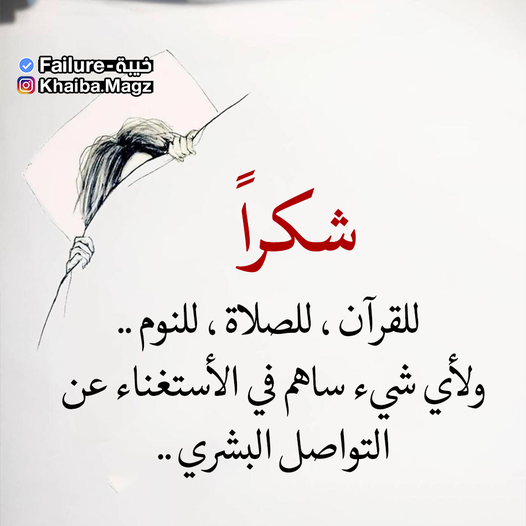 خيبة-Failure
Khaiba.Magz
شكراً
للقرآن ، للصلاة ، للنوم ..
ولأي شيء ساهم في الأستغناء عن
التواصل البشري ..